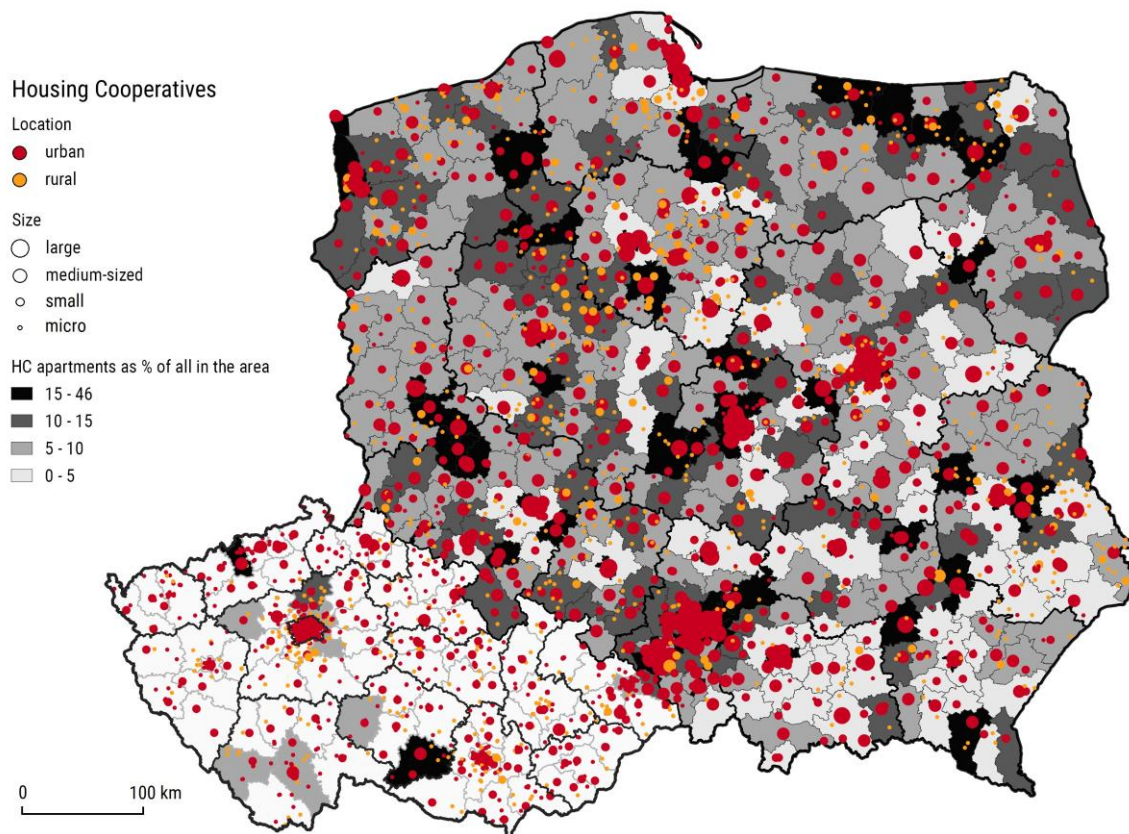 Housing Cooperatives
Location
urban
rural
Size
large
medium-sized
small
micro
HC apartments as % of all in the area
15 - 46
10 - 15
5 - 10
0 - 5
0 100 km